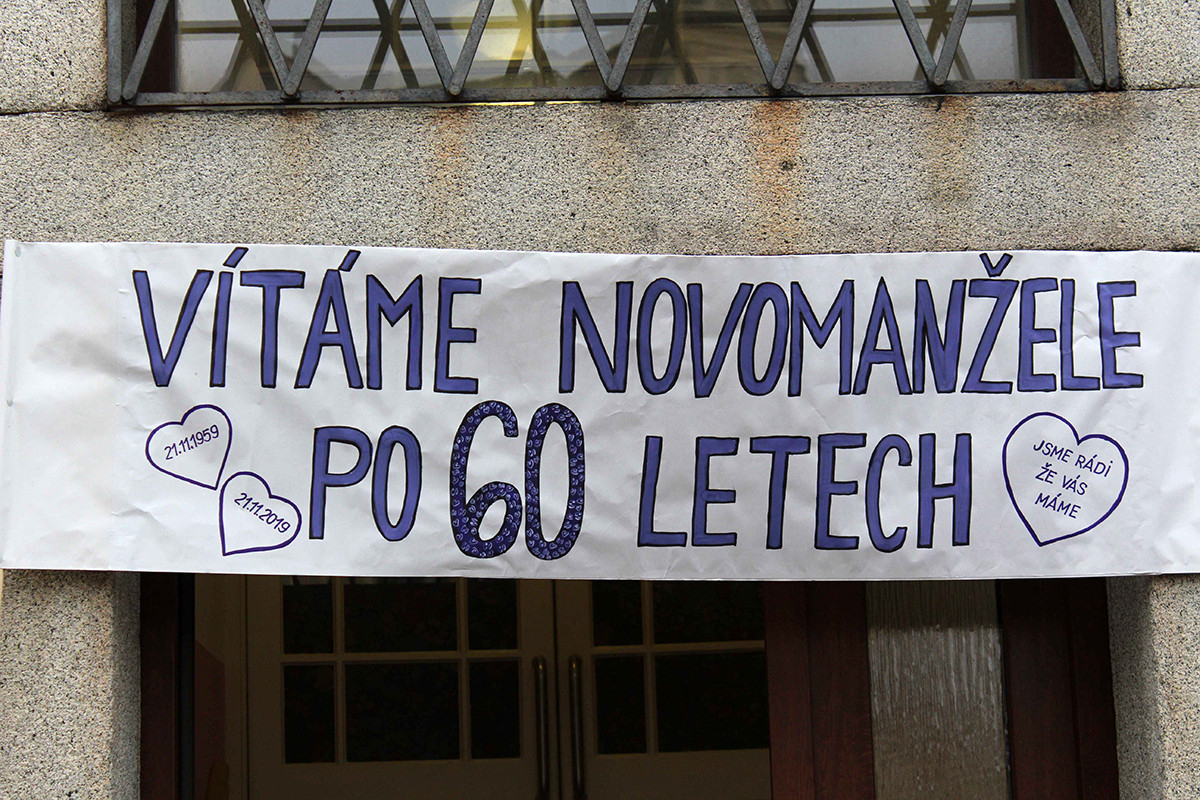 VÍTÁME NOVOMANŽELE
PO 60 LETECH
21.11.1959
21.11.2019
JSME RÁDI
ŽE VÁS
MÁME